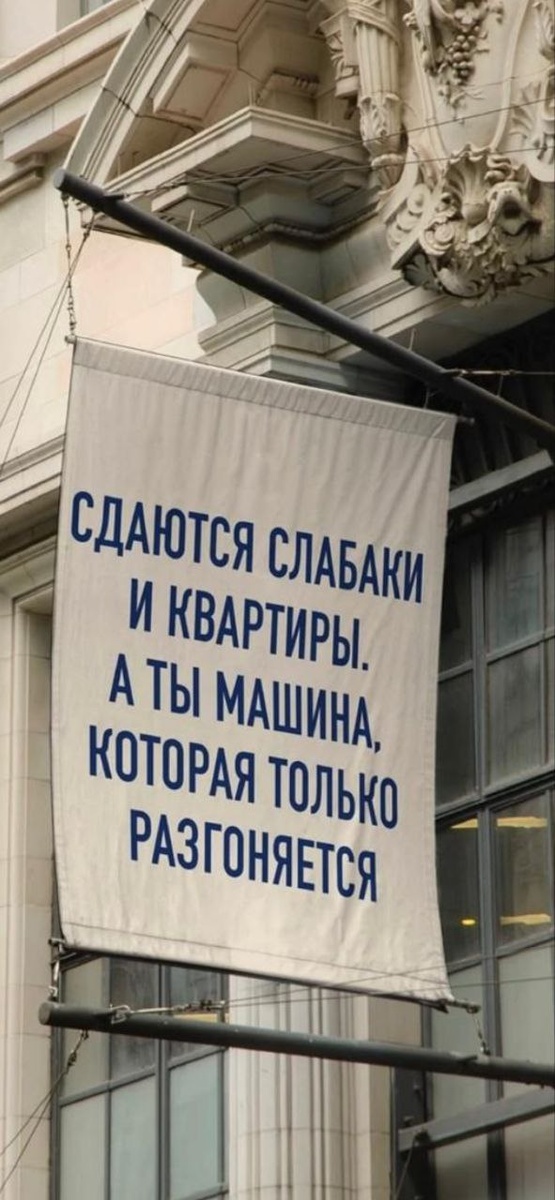 СДАЮТСЯ СЛАБАКИ
И КВАРТИРЫ.
А ТЫ МАШИНА,
КОТОРАЯ ТОЛЬКО
РАЗГОНЯЕТСЯ